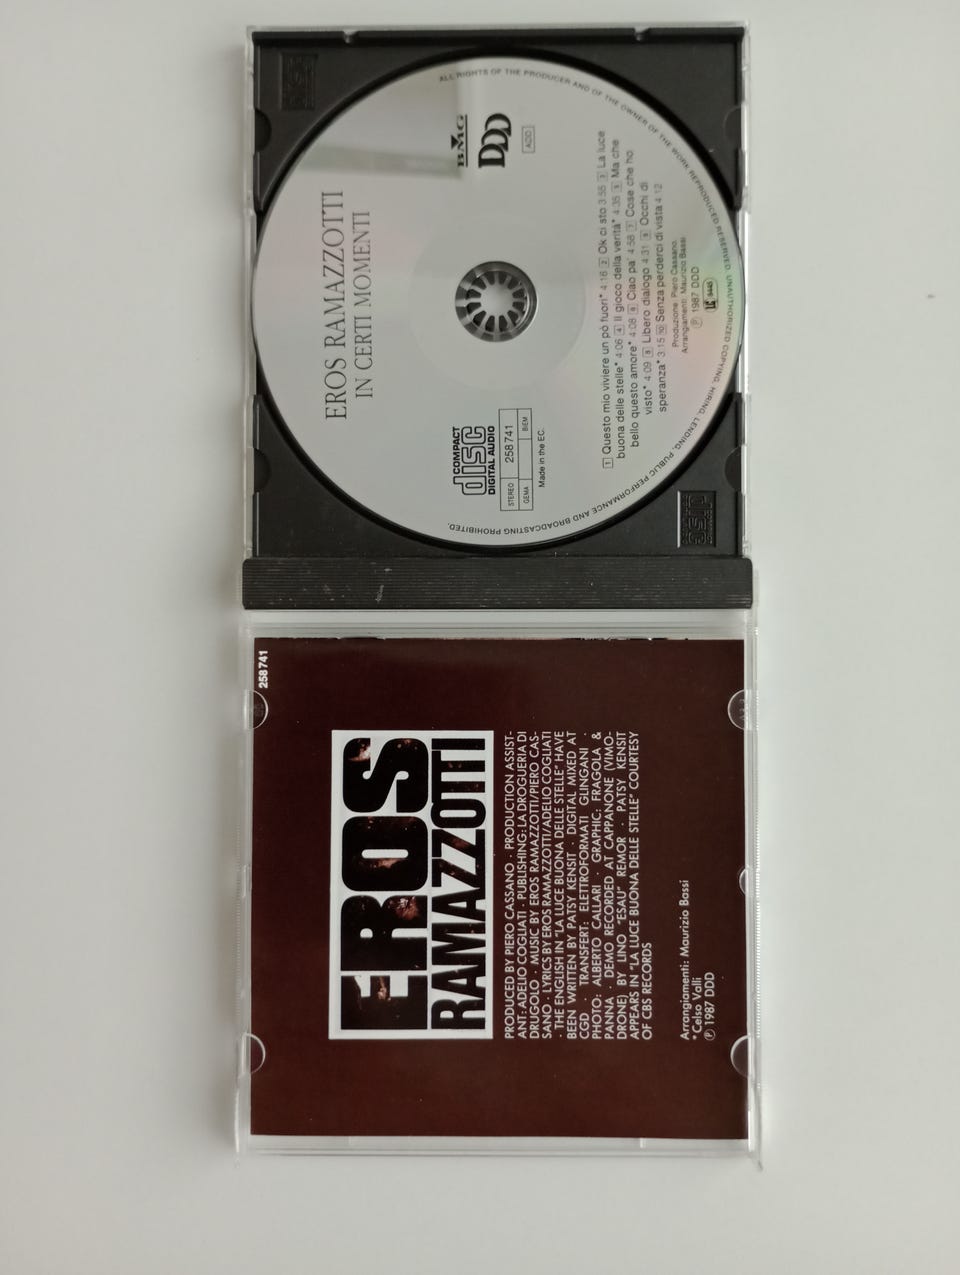 258 741
EROS
RAMAZZOTTI
PRODUCED BY PIERO CASSANO · PRODUCTION ASSIST-
ANT: ADELIO COGLIATI · PUBLISHING: LA DROGUERIA DI
DRUGOLO · MUSIC BY EROS RAMAZZOTTI/PIERO CAS-
SANO · LYRICS BY EROS RAMAZZOTTI/ADELIO COGLIATI
· THE ENGLISH IN "LA LUCE BUONA DELLE STELLE" HAVE
BEEN WRITTEN BY PATSY KENSIT · DIGITAL MIXED AT
CGD · TRANSFERT: ELETTROFORMATI GLINGANI ·
PHOTO: ALBERTO CALLARI · GRAPHIC: FRAGOLA &
PANNA · DEMO RECORDED AT CAPPANONE (VIMO-
DRONE) BY LINO "ESAU" REMOR · PATSY KENSIT
APPEARS IN "LA LUCE BUONA DELLE STELLE" COURTESY
OF CBS RECORDS
Arrangiamenti: Maurizio Bassi
*Celso Valli
℗ 1987 DDD
EROS RAMAZZOTTI
IN CERTI MOMENTI
COMPACT
disc
DIGITAL AUDIO
STEREO 258 741
GEMA BIEM
Made in the EC.
BMG
DDD
ADD
1 Questo mio vivere un pò fuori* 4:16 2 Ok ci sto 3:55 3 La luce
buona delle stelle* 4:06 4 Il gioco della verità* 4:35 5 Ma che
bello questo amore* 4:08 6 Ciao pa' 4:58 7 Cose che ho
visto* 4:09 8 Libero dialogo 4:31 9 Occhi di
speranza* 3:15 10 Senza perderci di vista 4:12
Produzione: Piero Cassano.
Arrangiamenti: Maurizio Bassi
℗ 1987 DDD
LC 8445
ALL RIGHTS OF THE PRODUCER AND OF THE OWNER OF THE WORK REPRODUCED RESERVED. UNAUTHORIZED COPYING, HIRING, LENDING, PUBLIC PERFORMANCE AND BROADCASTING PROHIBITED.